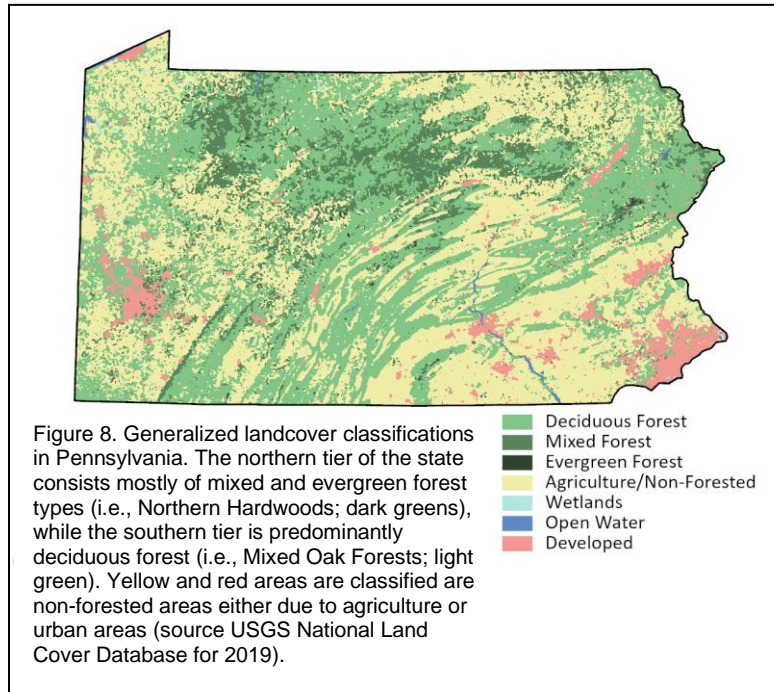 Figure 8. Generalized landcover classifications
in Pennsylvania. The northern tier of the state
consists mostly of mixed and evergreen forest
types (i.e., Northern Hardwoods; dark greens),
while the southern tier is predominantly
deciduous forest (i.e., Mixed Oak Forests; light
green). Yellow and red areas are classified are
non-forested areas either due to agriculture or
urban areas (source USGS National Land
Cover Database for 2019).
Deciduous Forest
Mixed Forest
Evergreen Forest
Agriculture/Non-Forested
Wetlands
Open Water
Developed